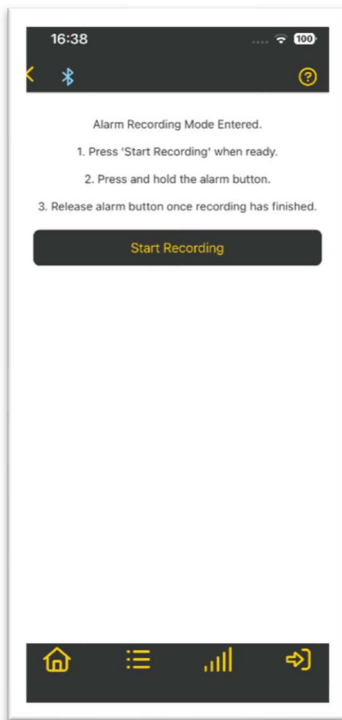 16:38
100
Alarm Recording Mode Entered.
1. Press 'Start Recording' when ready.
2. Press and hold the alarm button.
3. Release alarm button once recording has finished.
Start Recording